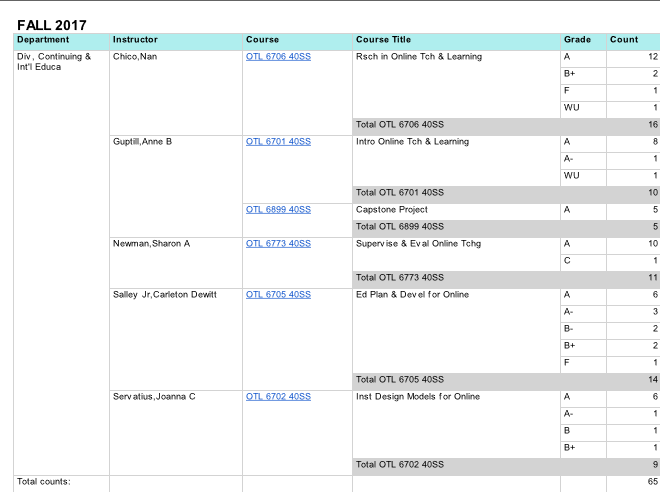 FALL 2017
Department Instructor Course Course Title Grade Count
Div, Continuing & Chico,Nan OTL 6706 40SS Rsch in Online Tch & Learning A 12
Int'l Educa B+ 2
F 1
WU 1
Total OTL 6706 40SS 16
Guptill,Anne B OTL 6701 40SS Intro Online Tch & Learning A 8
A- 1
WU 1
Total OTL 6701 40SS 10
OTL 6899 40SS Capstone Project A 5
Total OTL 6899 40SS 5
Newman,Sharon A OTL 6773 40SS Supervise & Eval Online Tchg A 10
C 1
Total OTL 6773 40SS 11
Salley Jr,Carleton Dewitt OTL 6705 40SS Ed Plan & Devel for Online A 6
A- 3
B- 2
B+ 2
F 1
Total OTL 6705 40SS 14
Servatius,Joanna C OTL 6702 40SS Inst Design Models for Online A 6
A- 1
B 1
B+ 1
Total OTL 6702 40SS 9
Total counts: 65